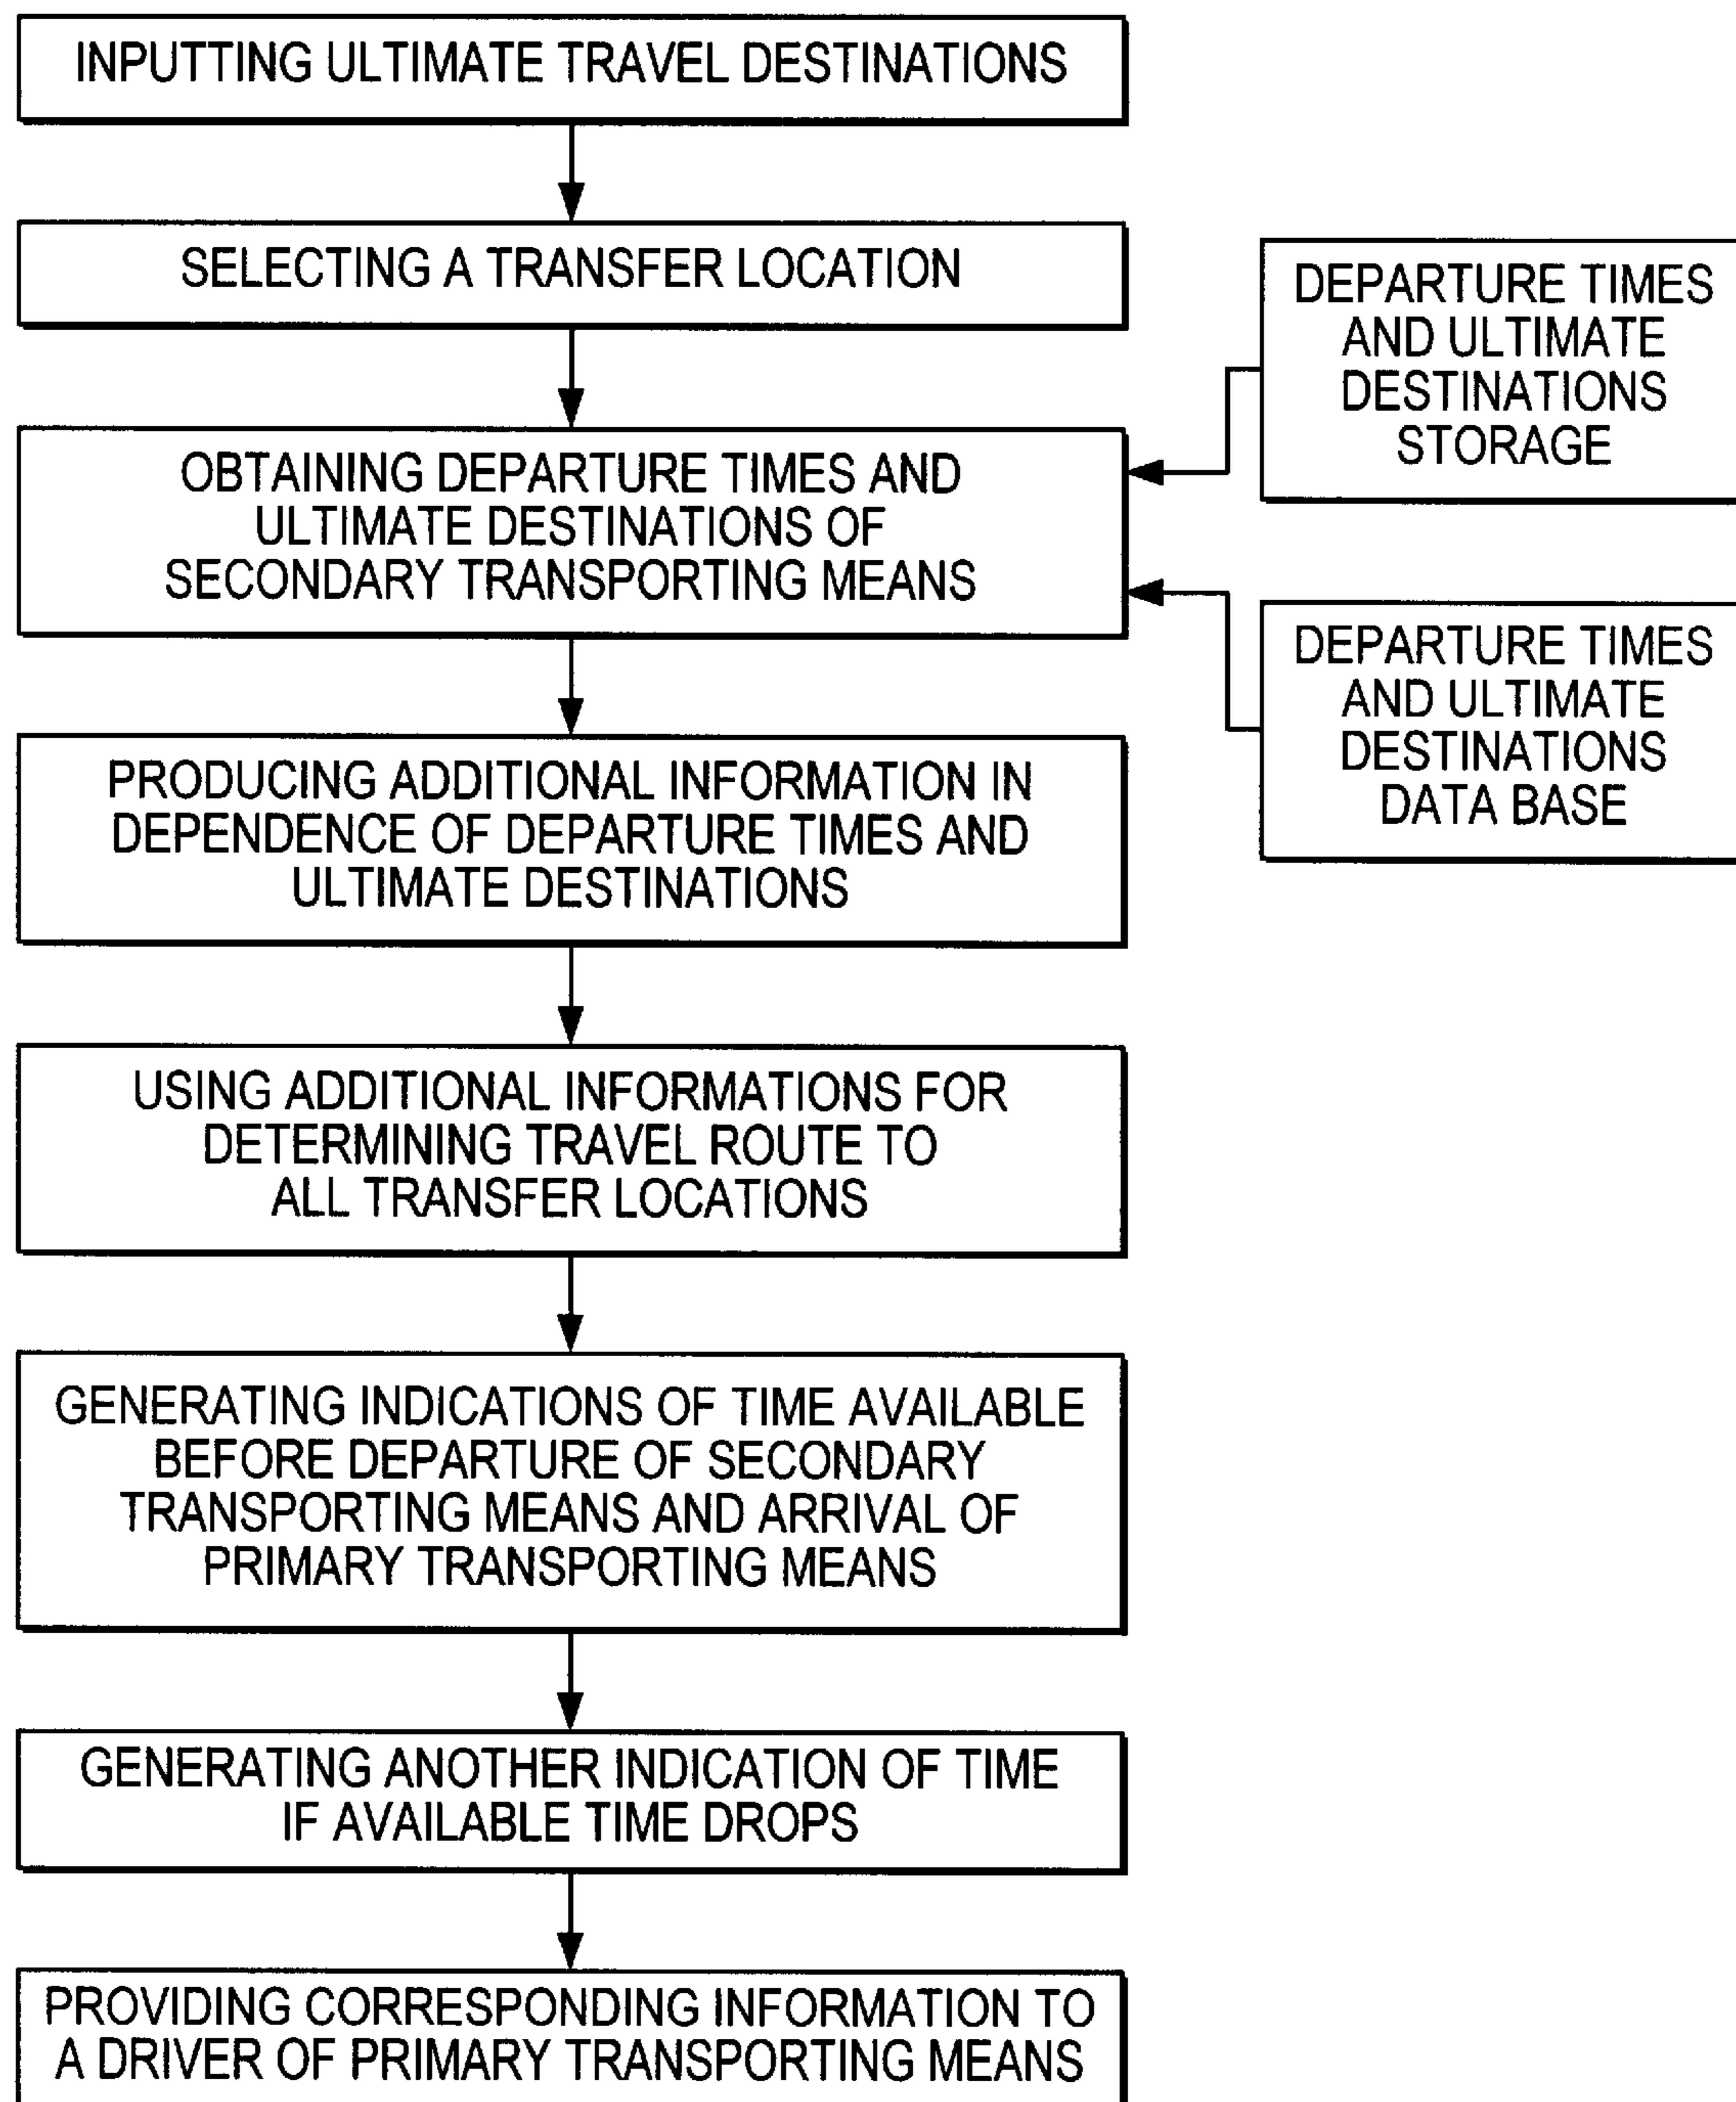 INPUTTING ULTIMATE TRAVEL DESTINATIONS
SELECTING A TRANSFER LOCATION
DEPARTURE TIMES
AND ULTIMATE
DESTINATIONS
STORAGE
OBTAINING DEPARTURE TIMES AND
ULTIMATE DESTINATIONS OF
SECONDARY TRANSPORTING MEANS
DEPARTURE TIMES
AND ULTIMATE
DESTINATIONS
DATA BASE
PRODUCING ADDITIONAL INFORMATION IN
DEPENDENCE OF DEPARTURE TIMES AND
ULTIMATE DESTINATIONS
USING ADDITIONAL INFORMATIONS FOR
DETERMINING TRAVEL ROUTE TO
ALL TRANSFER LOCATIONS
GENERATING INDICATIONS OF TIME AVAILABLE
BEFORE DEPARTURE OF SECONDARY
TRANSPORTING MEANS AND ARRIVAL OF
PRIMARY TRANSPORTING MEANS
GENERATING ANOTHER INDICATION OF TIME
IF AVAILABLE TIME DROPS
PROVIDING CORRESPONDING INFORMATION TO
A DRIVER OF PRIMARY TRANSPORTING MEANS